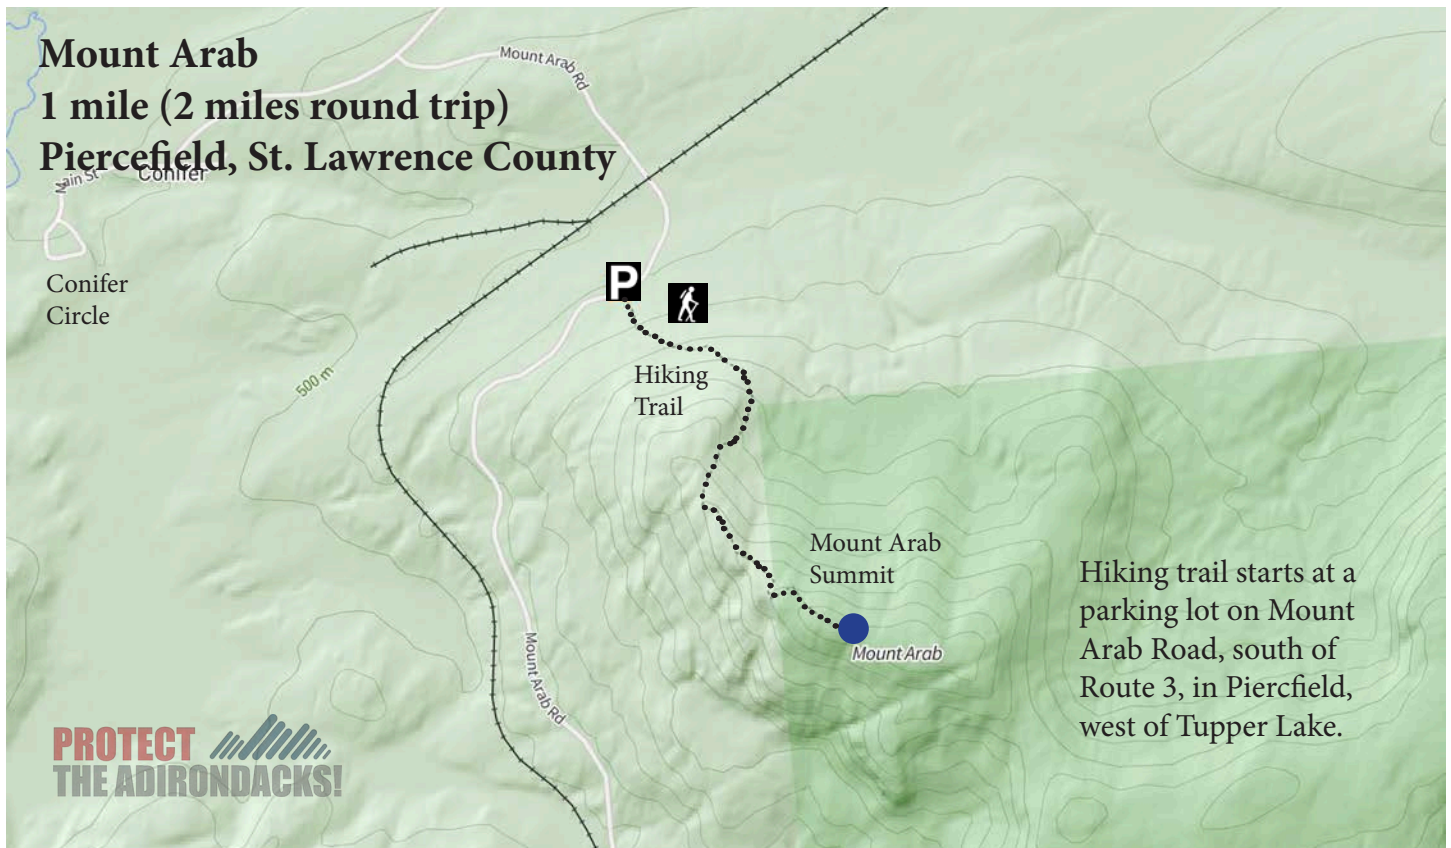 Mount Arab
1 mile (2 miles round trip)
Piercefield, St. Lawrence County
Mount Arab Rd
Main St
Conifer
Conifer
Circle
P
500 m
Hiking
Trail
Mount Arab
Summit
Mount Arab
Hiking trail starts at a
parking lot on Mount
Arab Road, south of
Route 3, in Piercfield,
west of Tupper Lake.
Mount Arab Rd
PROTECT
THE ADIRONDACKS!